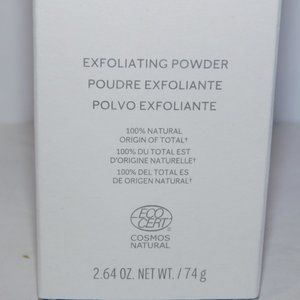 EXFOLIATING POWDER
POUDRE EXFOLIANTE
POLVO EXFOLIANTE
100% NATURAL
ORIGIN OF TOTAL†
100% DU TOTAL EST
D'ORIGINE NATURELLE†
100% DEL TOTAL ES
DE ORIGEN NATURAL†
ECO
CERT
COSMOS
NATURAL
2.64 OZ. NET WT. / 74 g